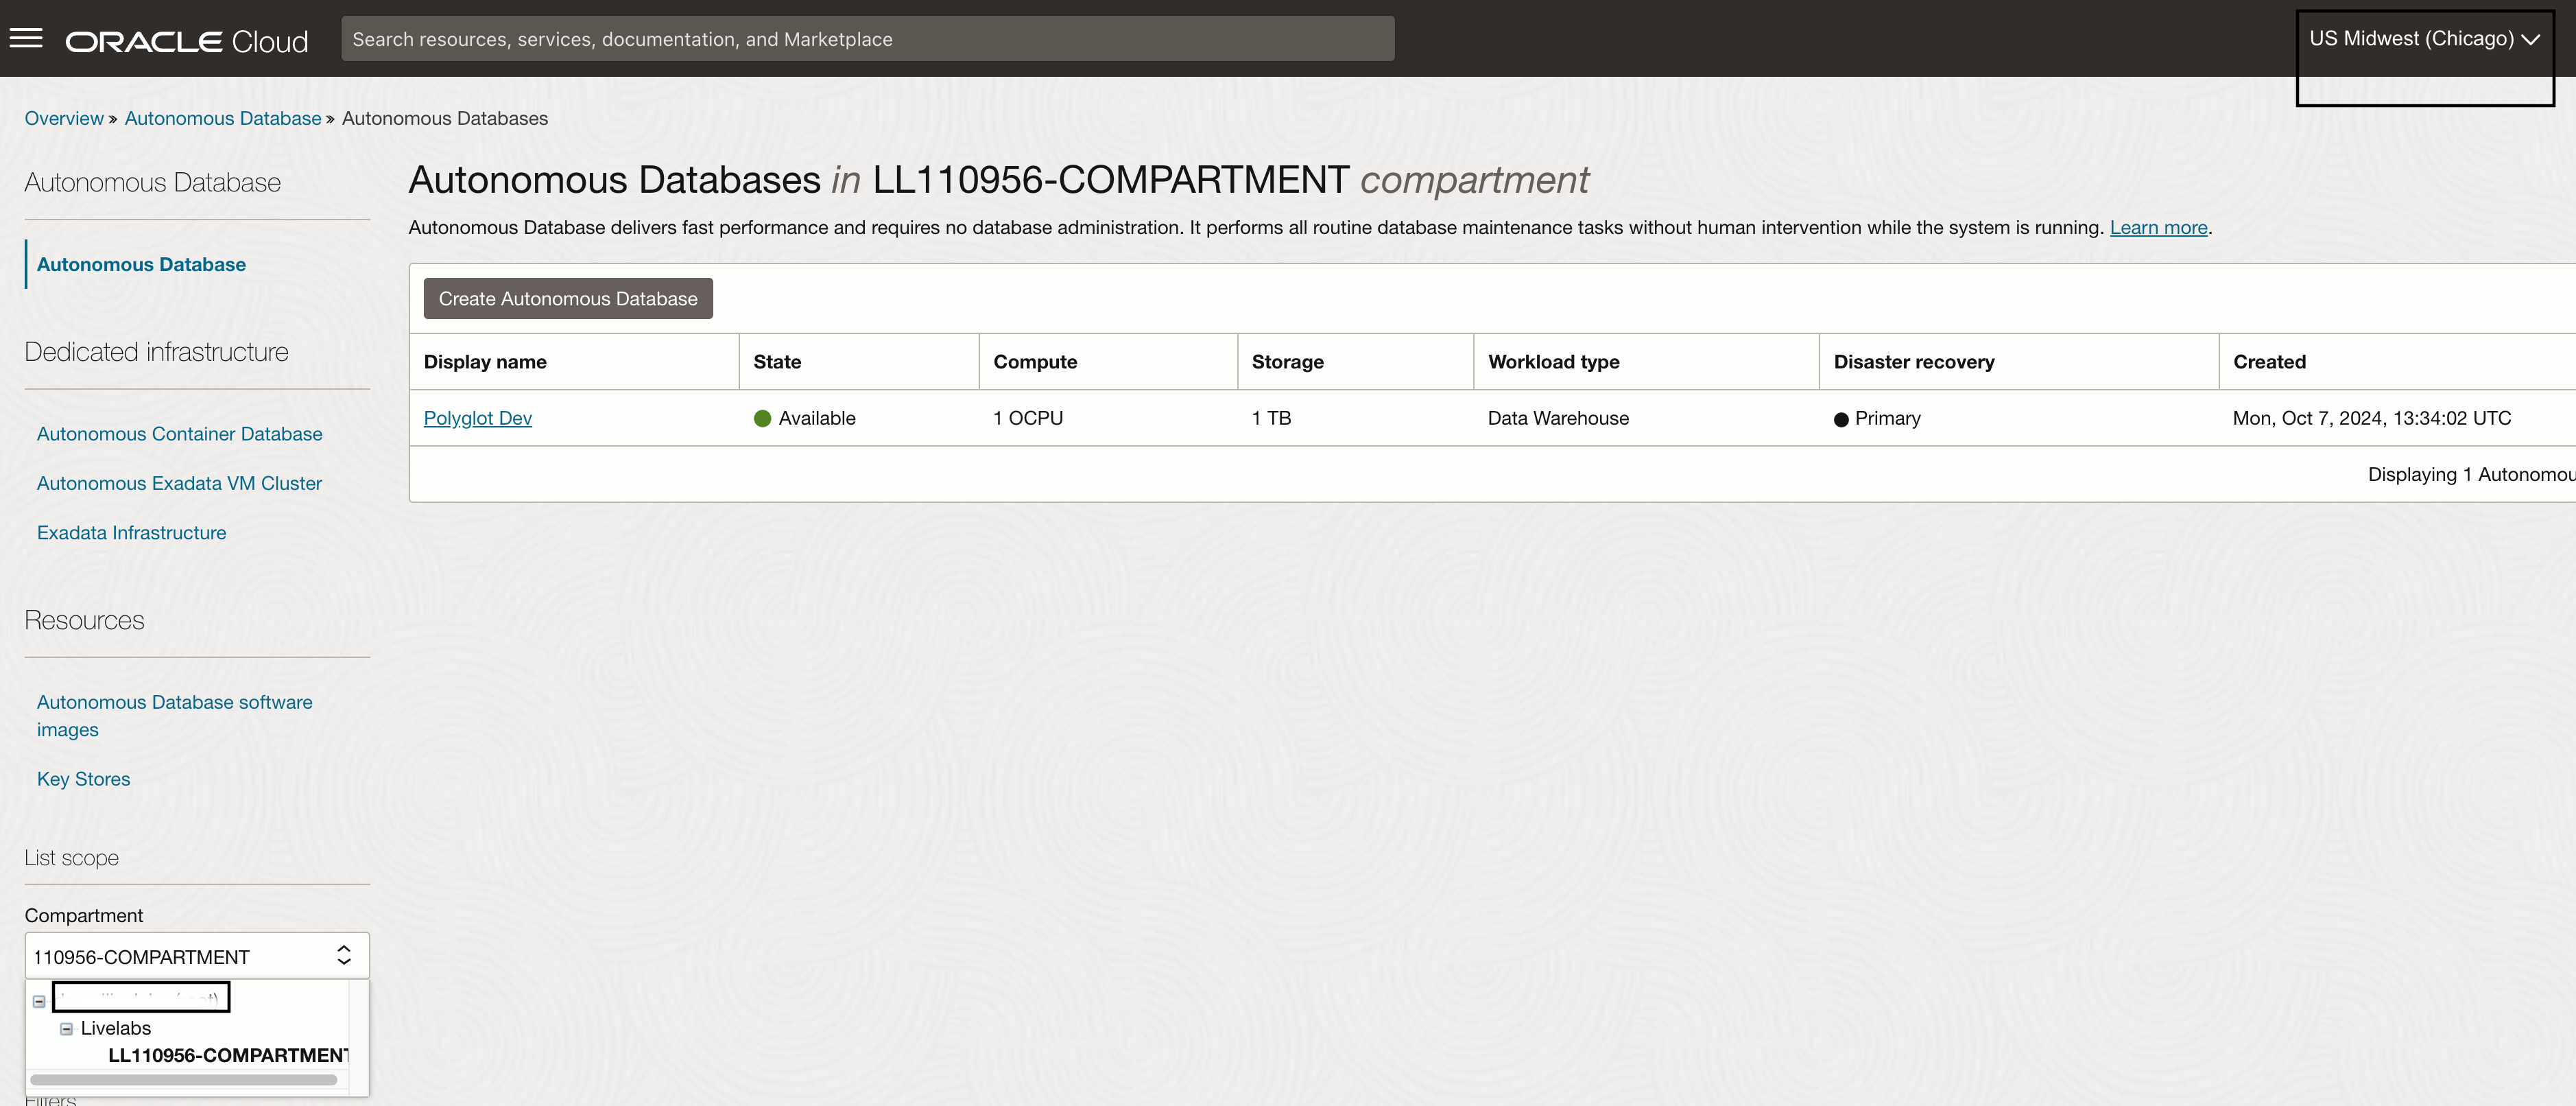 ORACLE Cloud
Search resources, services, documentation, and Marketplace
US Midwest (Chicago)
Overview » Autonomous Database » Autonomous Databases
Autonomous Database
Autonomous Database
Dedicated infrastructure
Autonomous Container Database
Autonomous Exadata VM Cluster
Exadata Infrastructure
Resources
Autonomous Database software
images
Key Stores
List scope
Compartment
110956-COMPARTMENT
Livelabs
LL110956-COMPARTMENT
Filters
Autonomous Databases in LL110956-COMPARTMENT compartment
Autonomous Database delivers fast performance and requires no database administration. It performs all routine database maintenance tasks without human intervention while the system is running. Learn more.
Create Autonomous Database
Display name State Compute Storage Workload type Disaster recovery Created
Polyglot Dev Available 1 OCPU 1 TB Data Warehouse Primary Mon, Oct 7, 2024, 13:34:02 UTC
Displaying 1 Autonomou